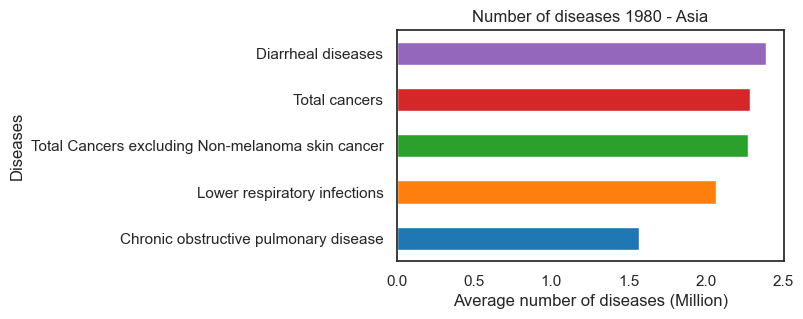 Number of diseases 1980 - Asia
Diseases
Diarrheal diseases
Total cancers
Total Cancers excluding Non-melanoma skin cancer
Lower respiratory infections
Chronic obstructive pulmonary disease
0.0 0.5 1.0 1.5 2.0 2.5
Average number of diseases (Million)